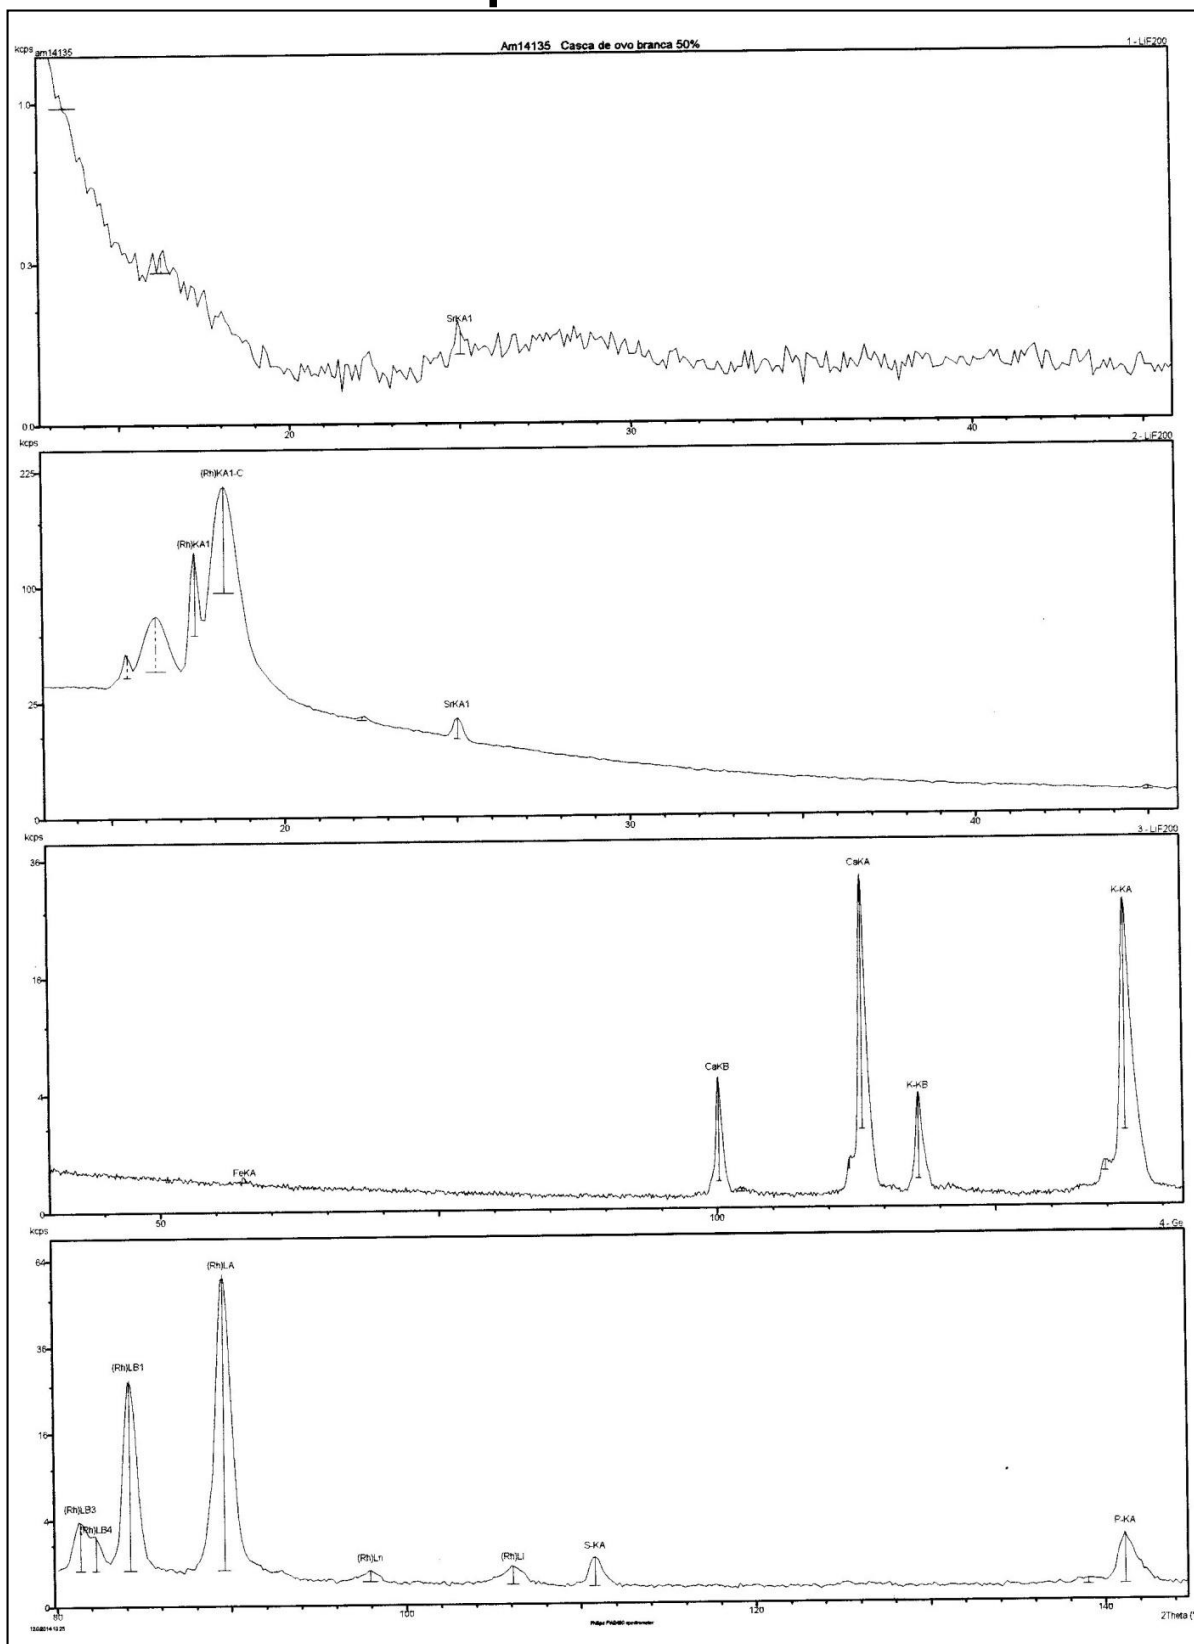 Am14135 Casca de ovo branca 50%
kcps am14135
1 - LiF200
1.0
SrKA1
0.3
0.0
20
30
40
kcps
2 - LiF200
225
(Rh)KA1-C
(Rh)KA1
100
25
SrKA1
0
20
30
40
kcps
3 - LiF200
36
CaKA
K-KA
16
CaKB
K-KB
4
FeKA
0
50
100
kcps
4 - Ge
64
(Rh)LA
36
(Rh)LB1
16
(Rh)LB3
4
(Rh)LB4
P-KA
S-KA
(Rh)Ln
(Rh)Ll
0
80
100
120
140
2Theta (°